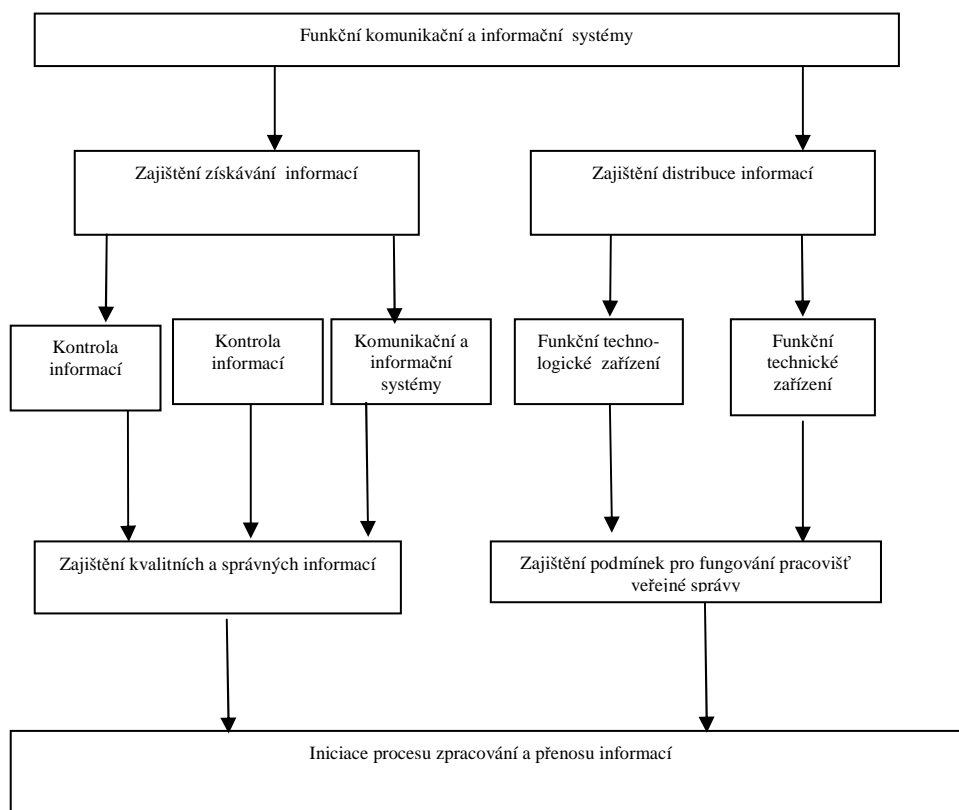 Funkční komunikační a informační systémy
Zajištění získávání informací
Zajištění distribuce informací
Kontrola
informací
Kontrola
informací
Komunikační a
informační
systémy
Funkční techno-
logické zařízení
Funkční
technické
zařízení
Zajištění kvalitních a správných informací
Zajištění podmínek pro fungování pracovišť
veřejné správy
Iniciace procesu zpracování a přenosu informací